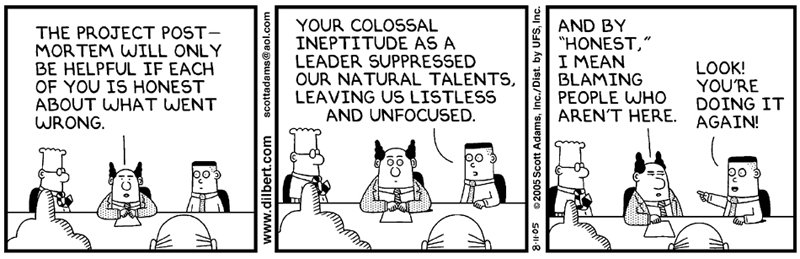 THE PROJECT POST-
MORTEM WILL ONLY
BE HELPFUL IF EACH
OF YOU IS HONEST
ABOUT WHAT WENT
WRONG.
www.dilbert.com
scottadams@aol.com
YOUR COLOSSAL
INEPTITUDE AS A
LEADER SUPPRESSED
OUR NATURAL TALENTS,
LEAVING US LISTLESS
AND UNFOCUSED.
8-11-05
©2005 Scott Adams, Inc./Dist. by UFS, Inc.
AND BY
"HONEST,"
I MEAN
BLAMING
PEOPLE WHO
AREN'T HERE.
LOOK!
YOU'RE
DOING IT
AGAIN!